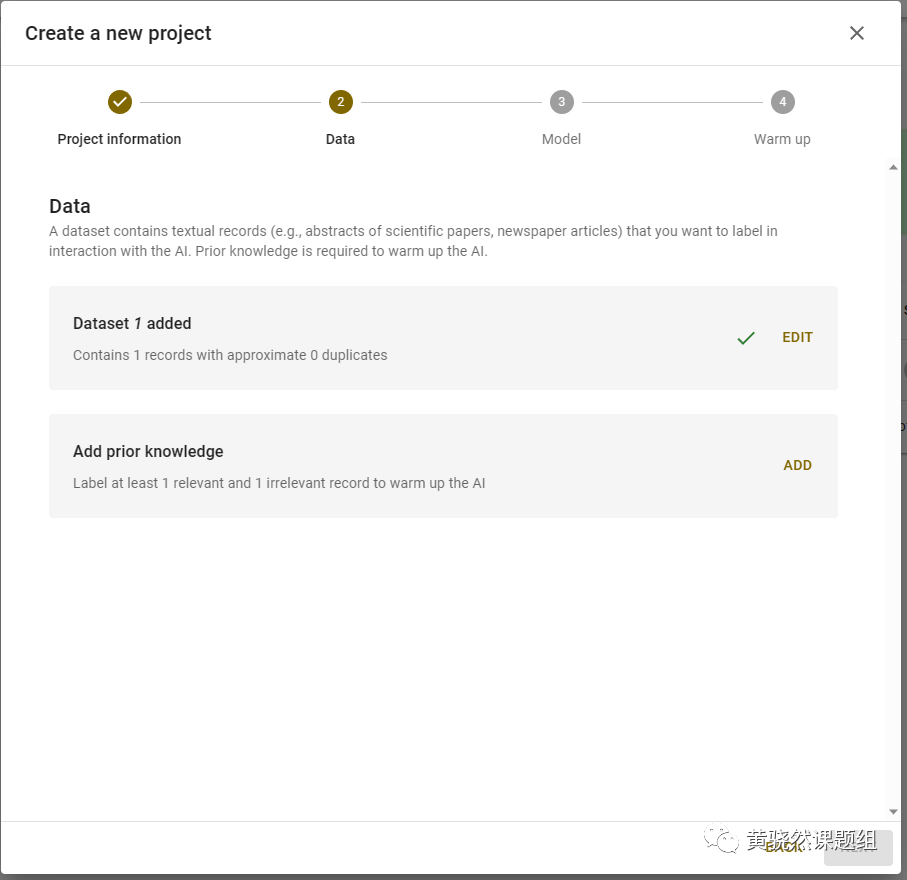 Create a new project
2
3
4
Project information
Data
Model
Warm up
Data
A dataset contains textual records (e.g., abstracts of scientific papers, newspaper articles) that you want to label in
interaction with the AI. Prior knowledge is required to warm up the AI.
Dataset 1 added
EDIT
Contains 1 records with approximate 0 duplicates
Add prior knowledge
ADD
Label at least 1 relevant and 1 irrelevant record to warm up the AI
黄骁然课题组
BACK